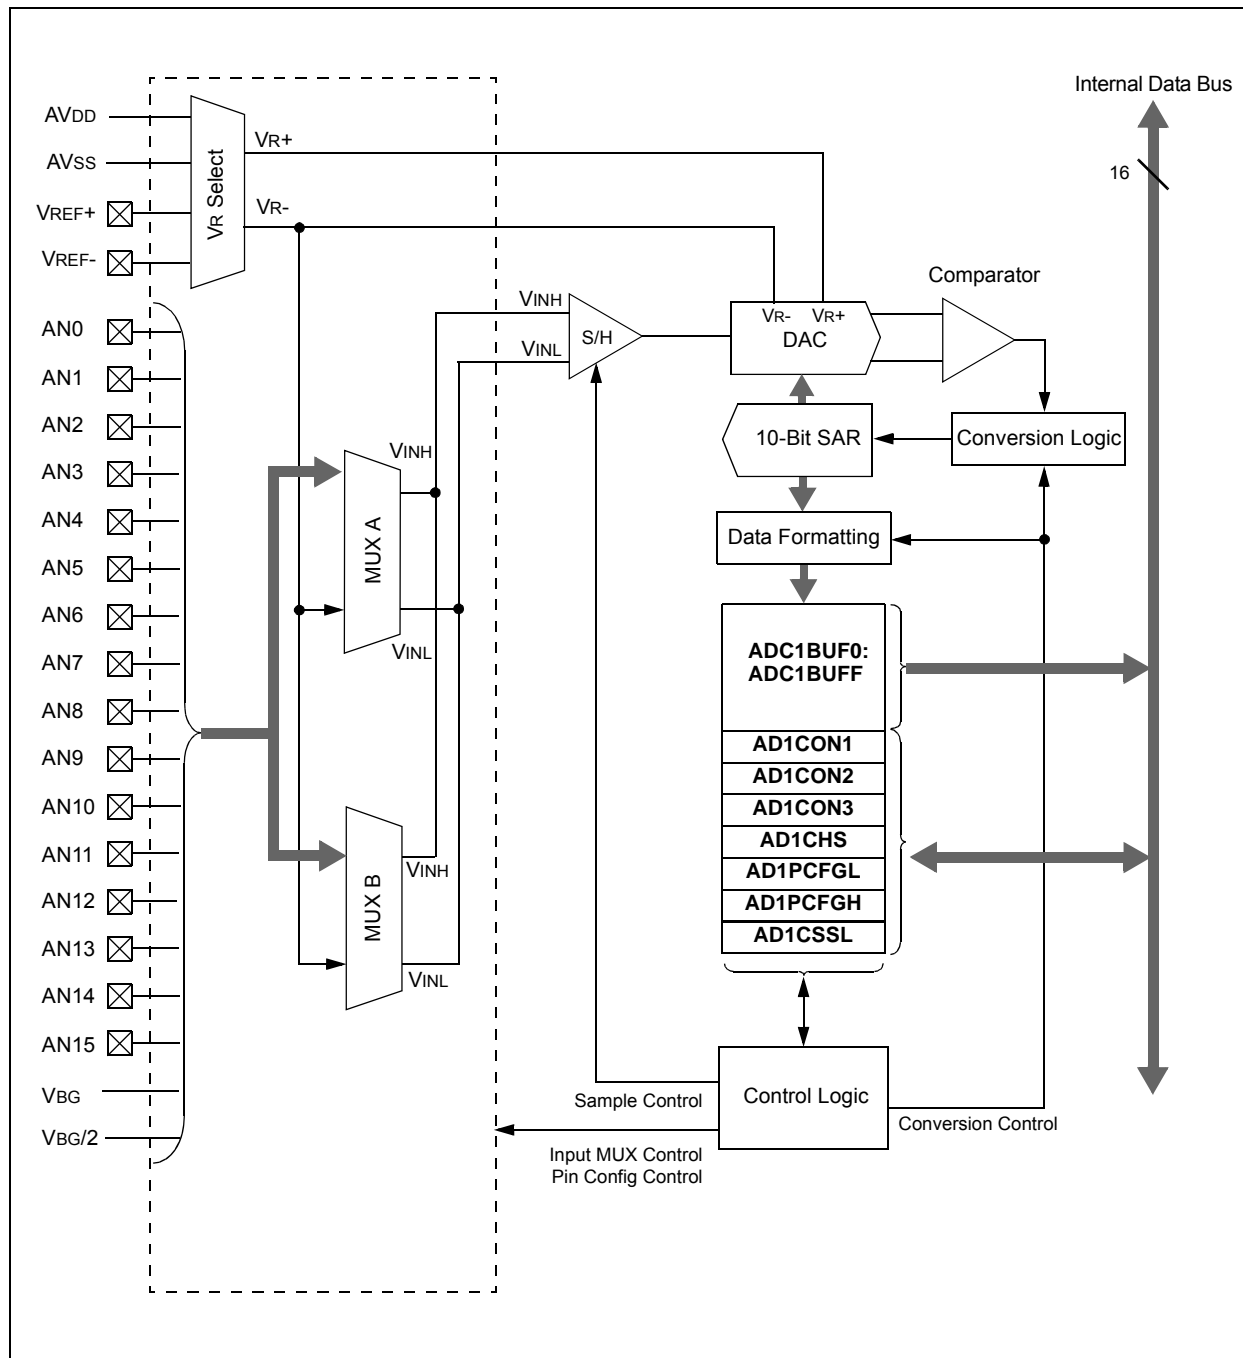 Internal Data Bus
16
AVDD
AVSS
VREF+
VREF-
VR Select
VR+
VR-
AN0
AN1
AN2
AN3
AN4
AN5
AN6
AN7
AN8
AN9
AN10
AN11
AN12
AN13
AN14
AN15
VBG
VBG/2
MUX A
VINH
VINL
MUX B
VINH
VINL
VINH
VINL
S/H
VR- VR+
DAC
Comparator
10-Bit SAR
Conversion Logic
Data Formatting
ADC1BUF0:
ADC1BUFF
AD1CON1
AD1CON2
AD1CON3
AD1CHS
AD1PCFGL
AD1PCFGH
AD1CSSL
Control Logic
Sample Control
Conversion Control
Input MUX Control
Pin Config Control